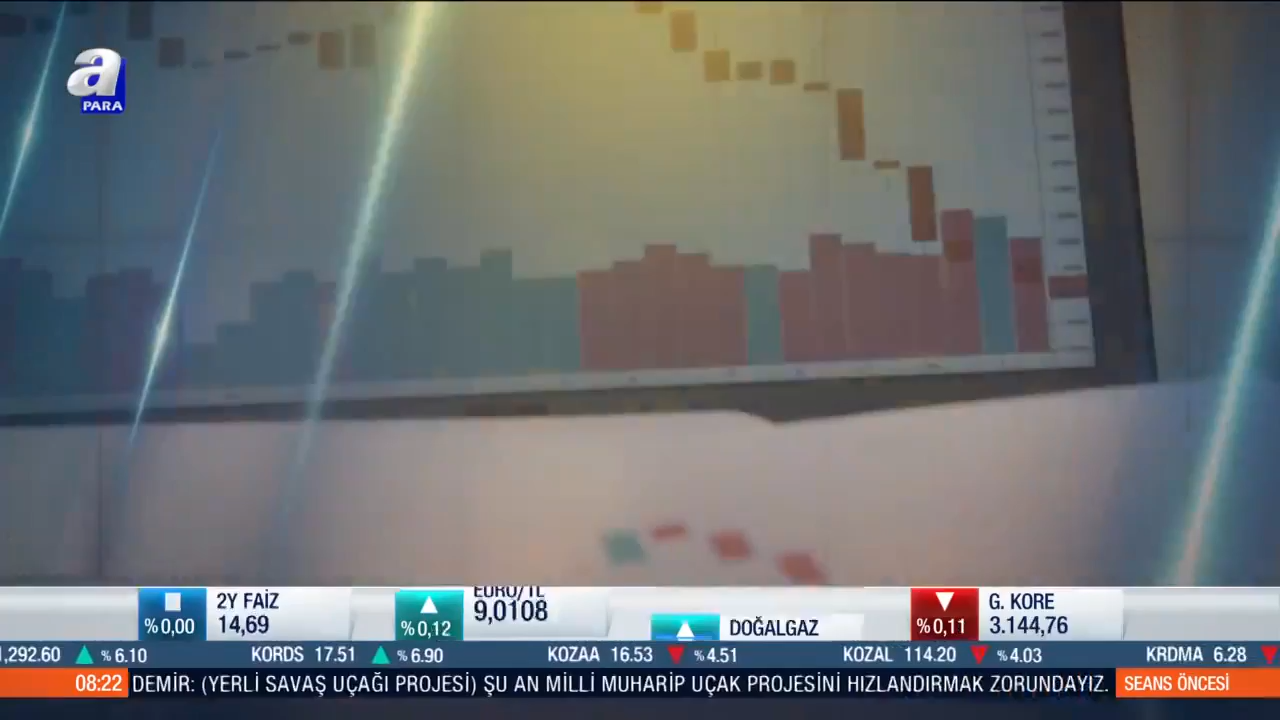 a
PARA
%0,00
2Y FAİZ
14,69
%0,12
EURO/TL
9,0108
DOĞALGAZ
%0,11
G. KORE
3.144,76
1,292.60 %6.10 KORDS 17.51 %6.90 KOZAA 16.53 %4.51 KOZAL 114.20 %4.03 KRDMA 6.28
08:22 DEMİR: (YERLİ SAVAŞ UÇAĞI PROJESİ) ŞU AN MİLLİ MUHARİP UÇAK PROJESİNİ HIZLANDIRMAK ZORUNDAYIZ. SEANS ÖNCESİ